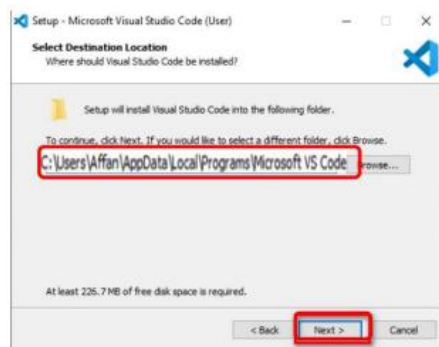 Setup - Microsoft Visual Studio Code (User)
Select Destination Location
Where should Visual Studio Code be installed?
Setup will install Visual Studio Code into the following folder.
To continue, click Next. If you would like to select a different folder, click Browse.
C:\Users\Affan\AppData\Local\Programs\Microsoft VS Code
rowse...
At least 226.7 MB of free disk space is required.
< Back
Next >
Cancel